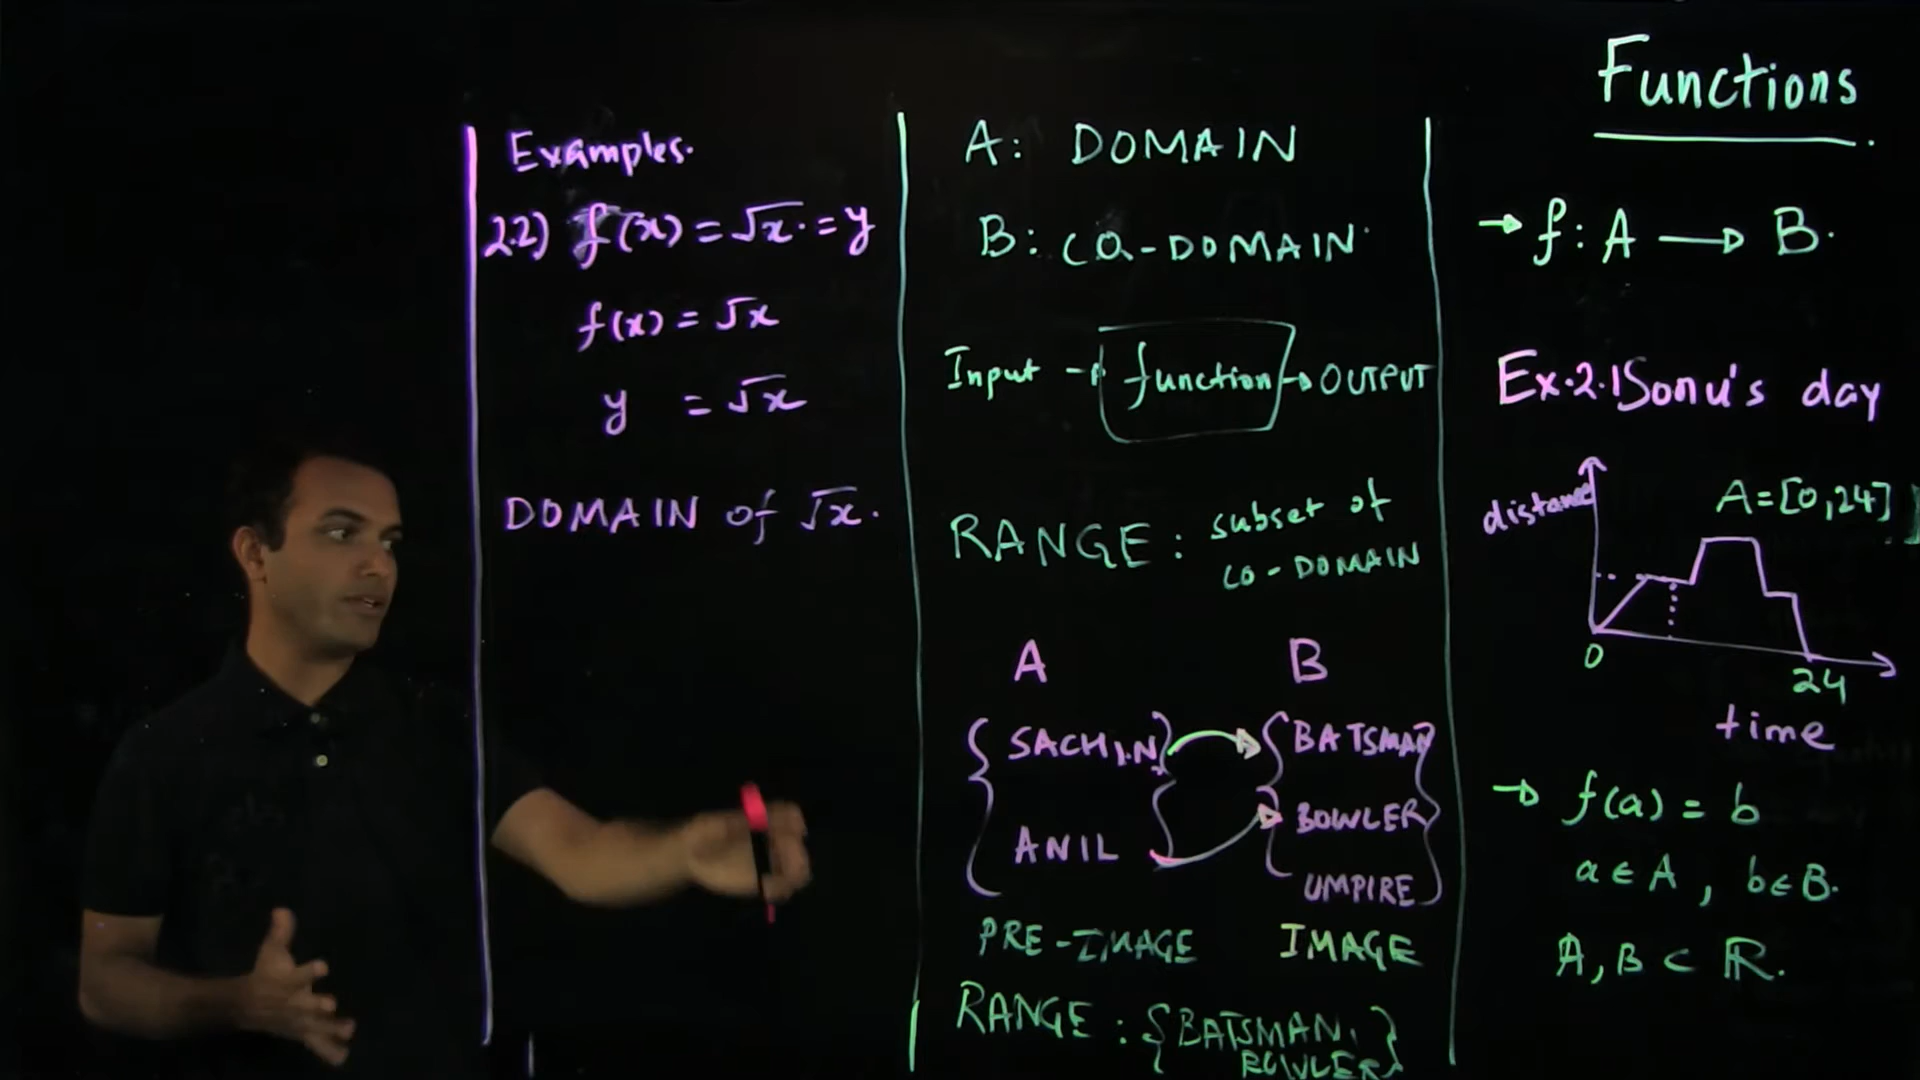 Functions
→ f : A → B.
Ex.2.1 Sonu's day
distance
A = [0,24]
0
24
time
→ f(a) = b
a ∈ A , b ∈ B.
A, B ⊂ ℝ.
A: DOMAIN
B: CO-DOMAIN
Input → function → OUTPUT
RANGE : subset of
CO-DOMAIN
A B
SACHIN BATSMAN
ANIL BOWLER
UMPIRE
PRE-IMAGE IMAGE
RANGE : {BATSMAN,
BOWLER}
Examples.
2.2) f(x) = √x = y
f(x) = √x
y = √x
DOMAIN of √x.